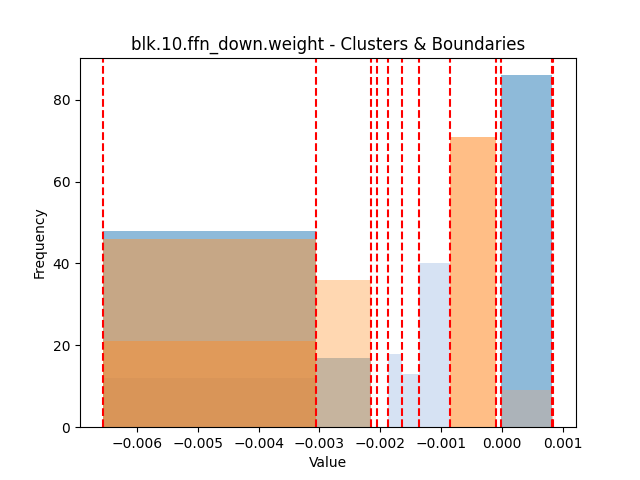 blk.10.ffn_down.weight - Clusters & Boundaries
Frequency
80
60
40
20
0
−0.006 −0.005 −0.004 −0.003 −0.002 −0.001 0.000 0.001
Value